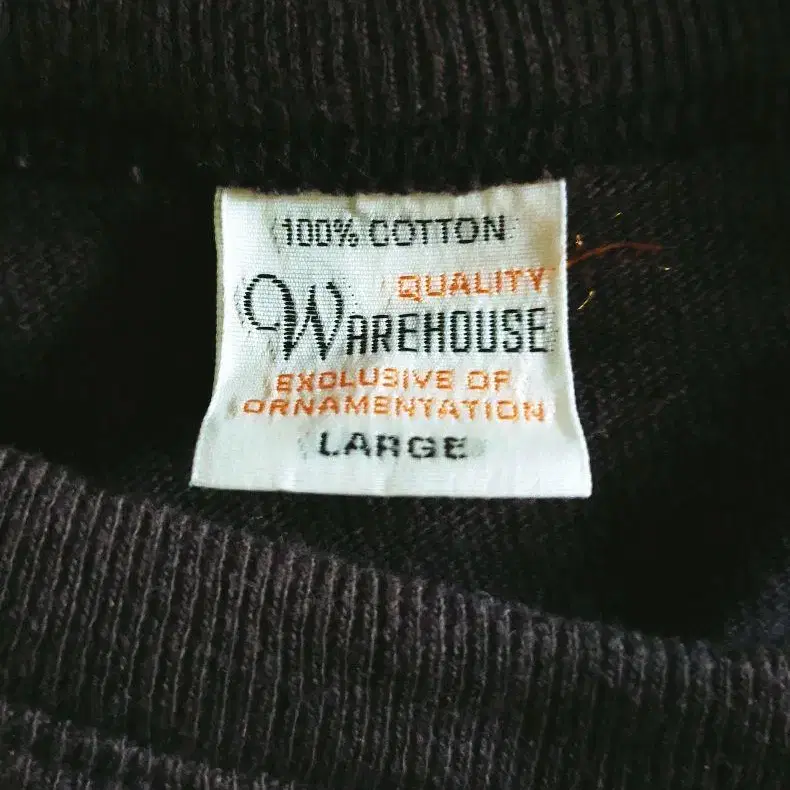 100% COTTON
QUALITY
WAREHOUSE
EXCLUSIVE OF
ORNAMENTATION
LARGE